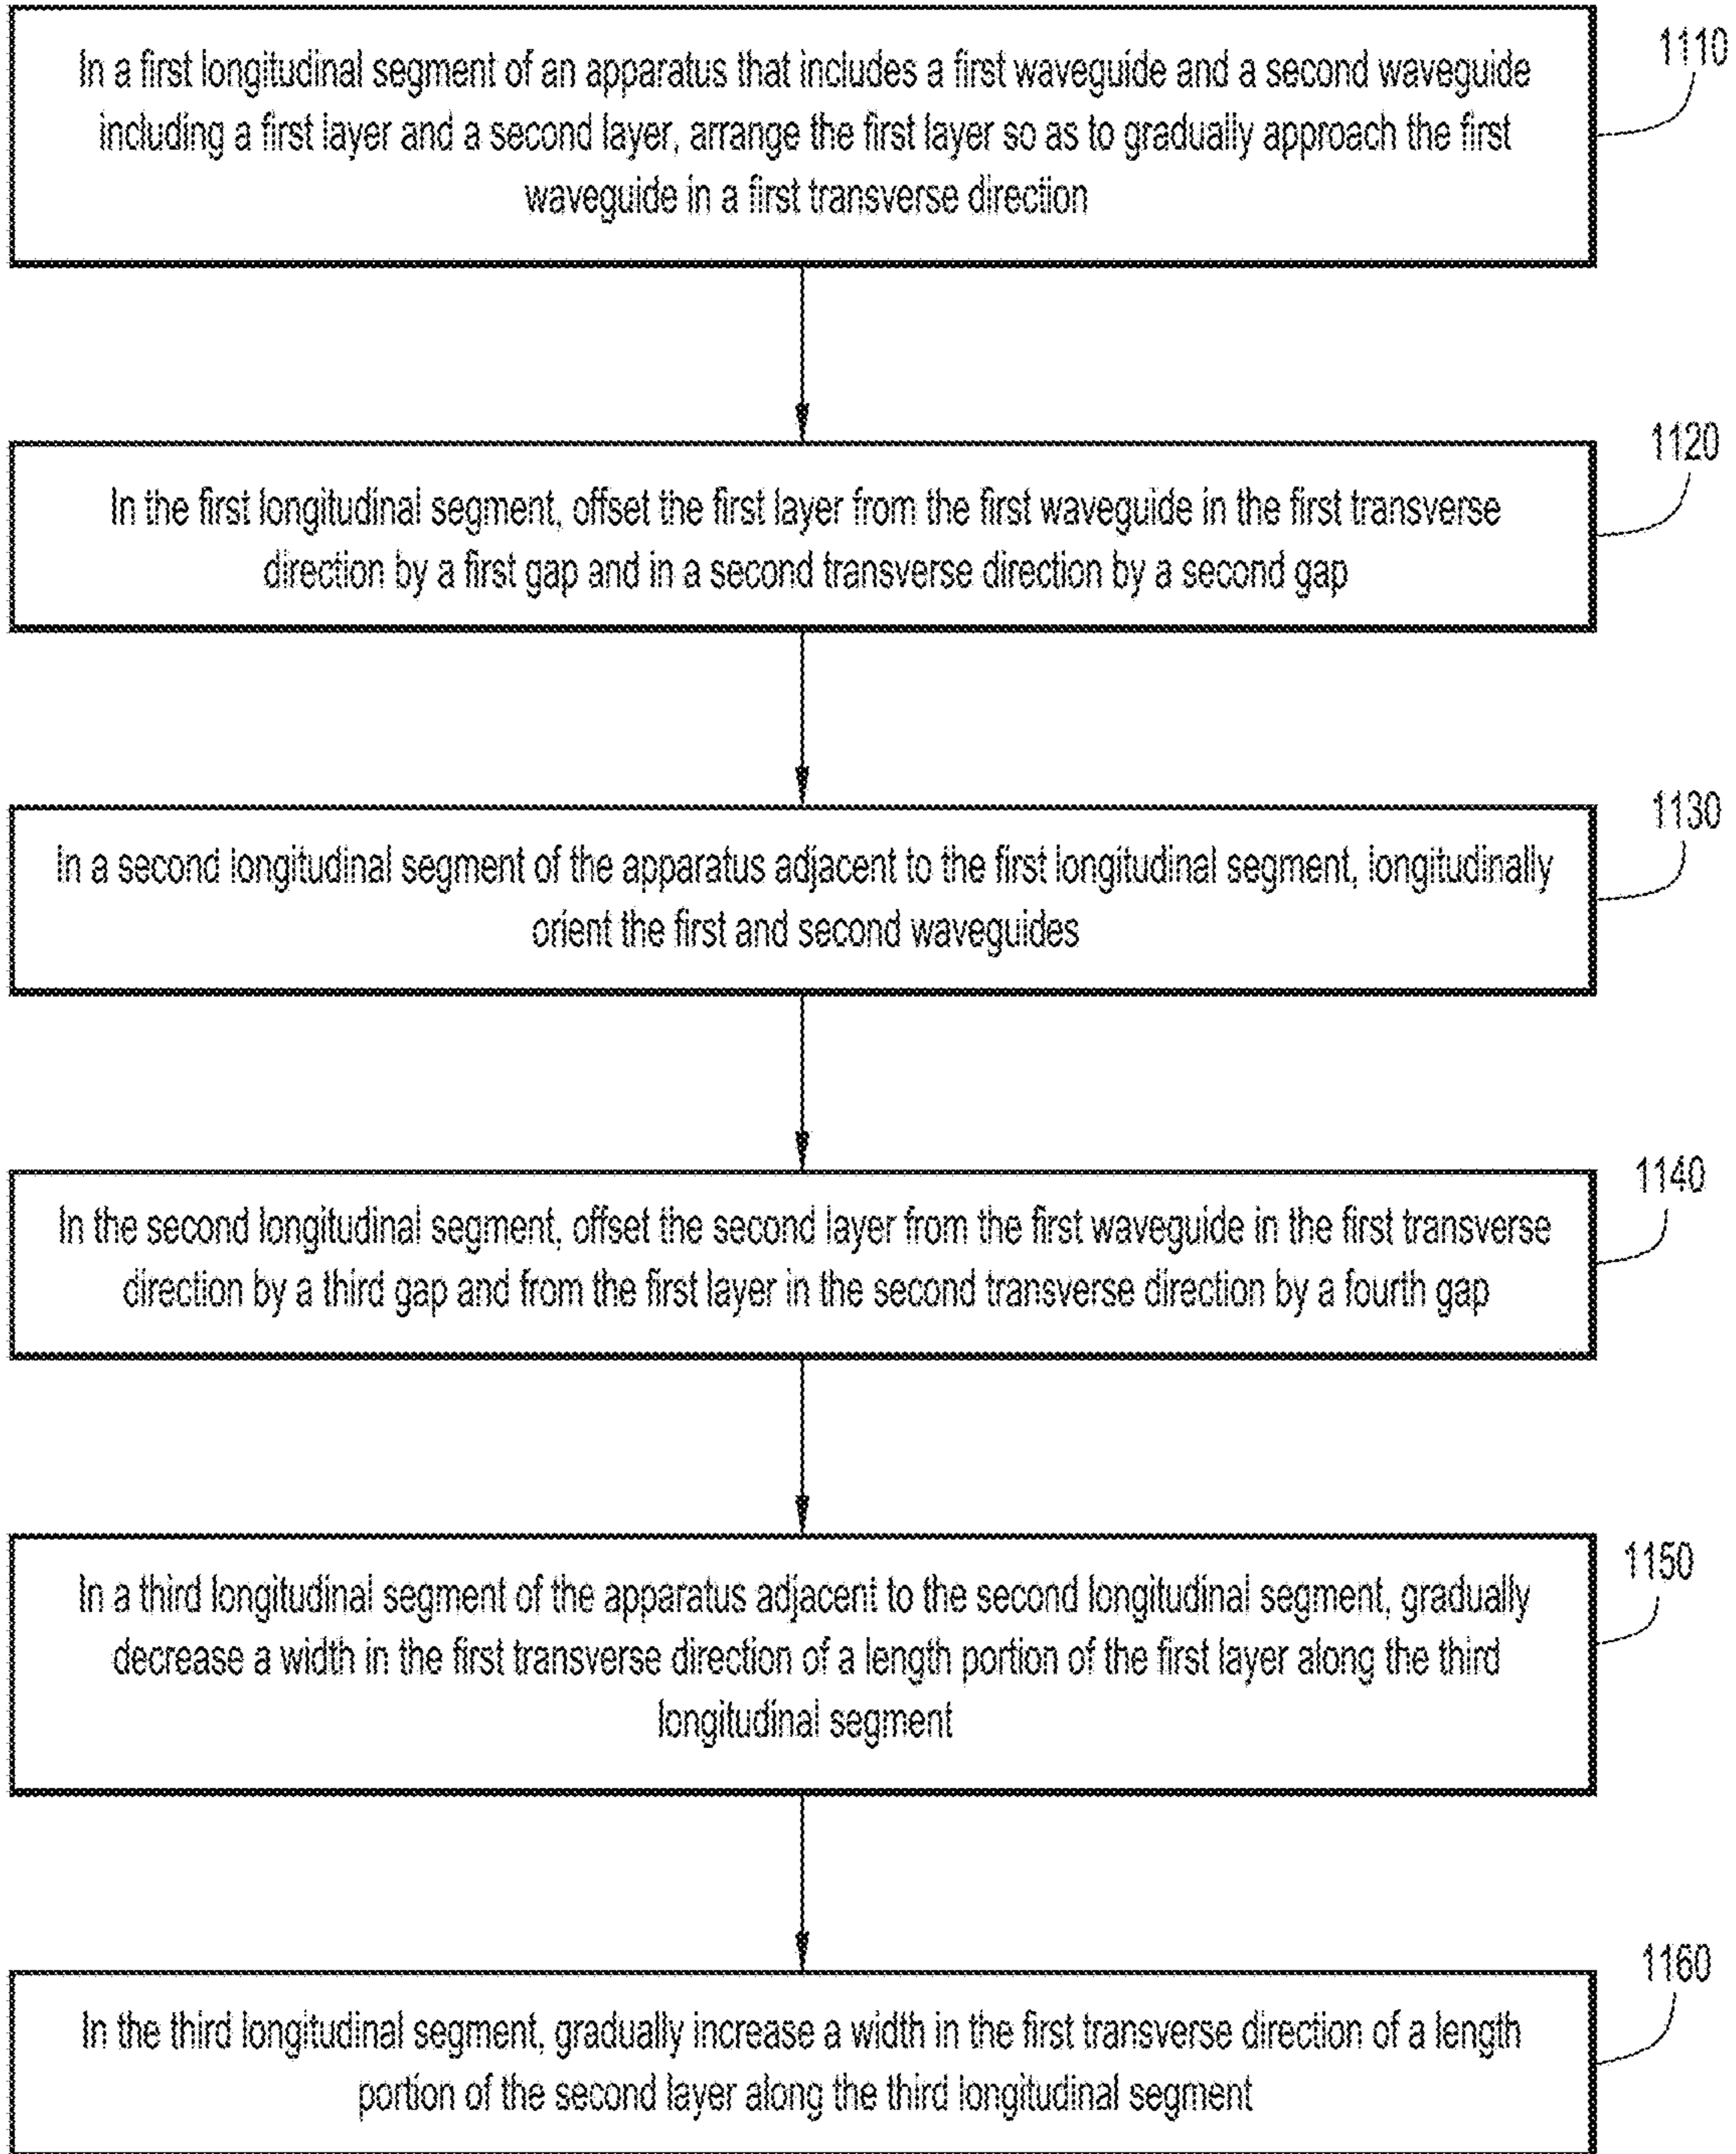 In a first longitudinal segment of an apparatus that includes a first waveguide and a second waveguide
including a first layer and a second layer, arrange the first layer so as to gradually approach the first
waveguide in a first transverse direction
1110
In the first longitudinal segment, offset the first layer from the first waveguide in the first transverse
direction by a first gap and in a second transverse direction by a second gap
1120
In a second longitudinal segment of the apparatus adjacent to the first longitudinal segment, longitudinally
orient the first and second waveguides
1130
In the second longitudinal segment, offset the second layer from the first waveguide in the first transverse
direction by a third gap and from the first layer in the second transverse direction by a fourth gap
1140
In a third longitudinal segment of the apparatus adjacent to the second longitudinal segment, gradually
decrease a width in the first transverse direction of a length portion of the first layer along the third
longitudinal segment
1150
In the third longitudinal segment, gradually increase a width in the first transverse direction of a length
portion of the second layer along the third longitudinal segment
1160